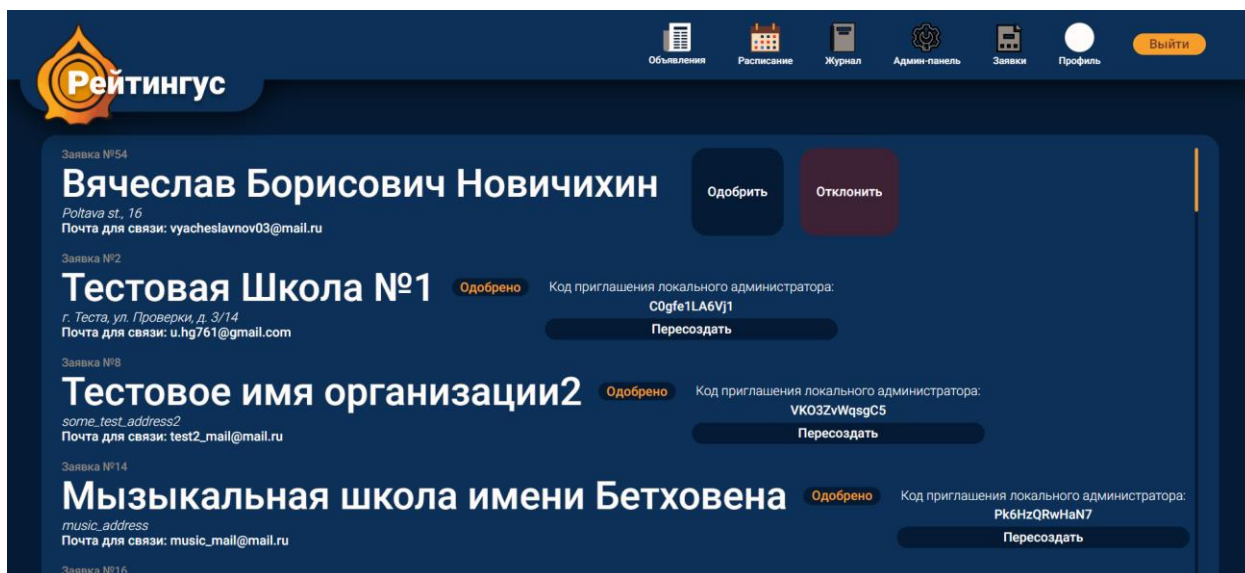 Рейтингус
Объявления
Расписание
Журнал
Админ-панель
Заявки
Профиль
Выйти
Заявка №54
Вячеслав Борисович Новичихин
Poltava st., 16
Почта для связи: vyacheslavnov03@mail.ru
Одобрить
Отклонить
Заявка №2
Тестовая Школа №1
Одобрено
г. Теста, ул. Проверки, д. 3/14
Почта для связи: u.hg761@gmail.com
Код приглашения локального администратора:
C0gfe1LA6Vj1
Пересоздать
Заявка №8
Тестовое имя организации2
Одобрено
some_test_address2
Почта для связи: test2_mail@mail.ru
Код приглашения локального администратора:
VKO3ZvWqsgC5
Пересоздать
Заявка №14
Мызыкальная школа имени Бетховена
Одобрено
music_address
Почта для связи: music_mail@mail.ru
Код приглашения локального администратора:
Pk6HzQRwHaN7
Пересоздать
Заявка №16